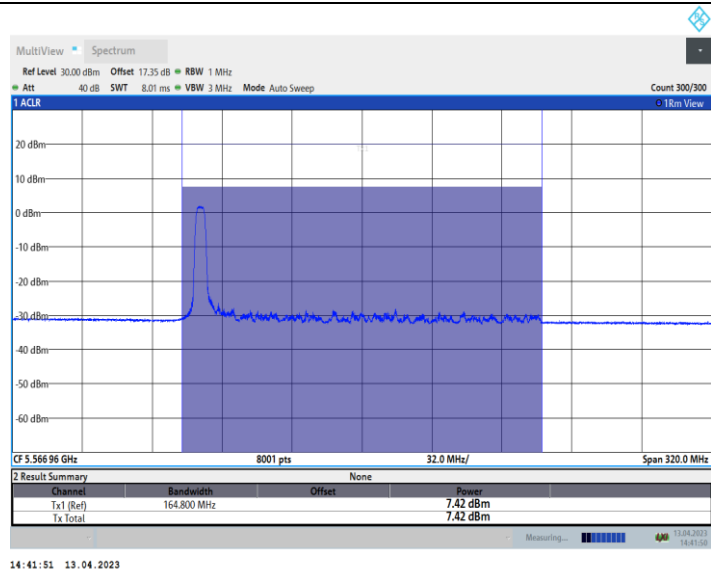 MultiView Spectrum
Ref Level 30.00 dBm Offset 17.35 dB RBW 1 MHz
Att 40 dB SWT 8.01 ms VBW 3 MHz Mode Auto Sweep Count 300/300
1 ACLR 1Rm View
20 dBm
10 dBm
0 dBm
-10 dBm
-20 dBm
-30 dBm
-40 dBm
-50 dBm
-60 dBm
CF 5.566 96 GHz 8001 pts 32.0 MHz/ Span 320.0 MHz
2 Result Summary None
Channel Bandwidth Offset Power
Tx1 (Ref) 164.800 MHz 7.42 dBm
Tx Total 7.42 dBm
Measuring... 13.04.2023
14:41:50
14:41:51 13.04.2023